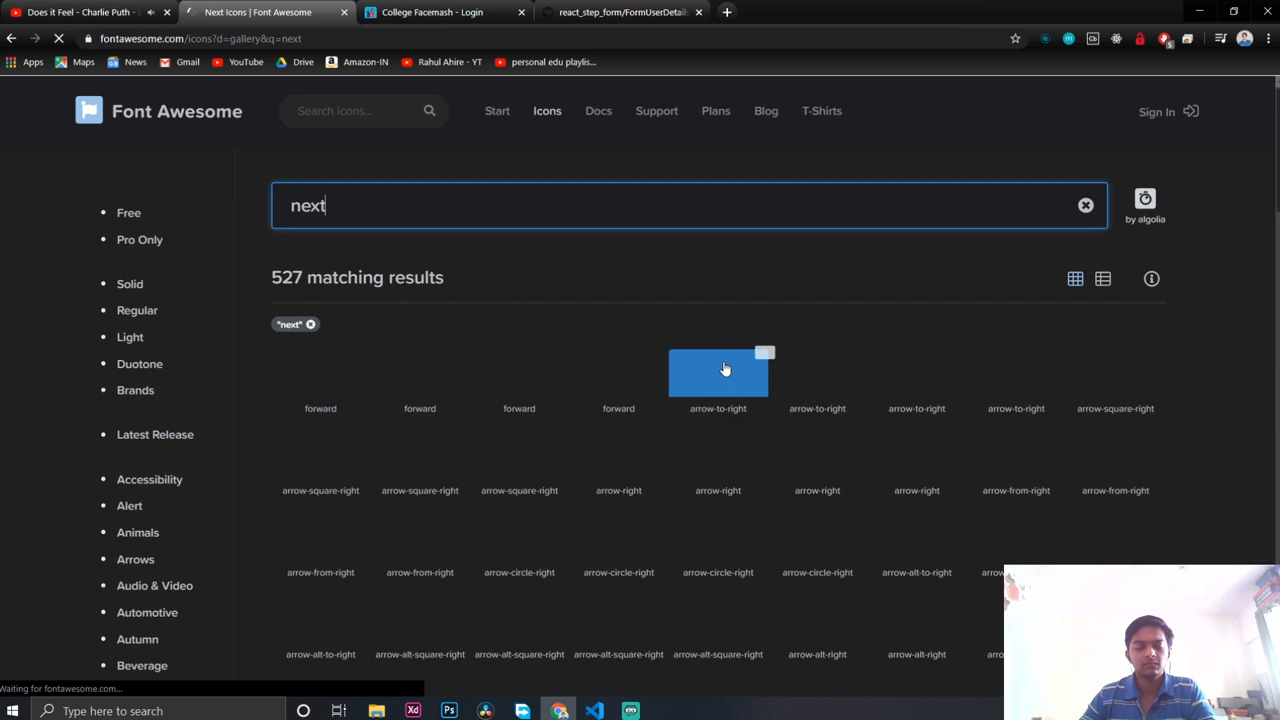 Does it Feel - Charlie Puth
Next Icons | Font Awesome
College Facemash - Login
react_step_form/FormUserDetails
fontawesome.com/icons?d=gallery&q=next
Apps
Maps
News
Gmail
YouTube
Drive
Amazon-IN
Rahul Ahire - YT
personal edu playlis...
Font Awesome
Search icons...
Start
Icons
Docs
Support
Plans
Blog
T-Shirts
Sign In
next
by algolia
Free
Pro Only
Solid
Regular
Light
Duotone
Brands
Latest Release
Accessibility
Alert
Animals
Arrows
Audio & Video
Automotive
Autumn
Beverage
527 matching results
"next"
forward forward forward forward arrow-to-right arrow-to-right arrow-to-right arrow-to-right arrow-square-right
arrow-square-right arrow-square-right arrow-square-right arrow-right arrow-right arrow-right arrow-right arrow-from-right arrow-from-right
arrow-from-right arrow-from-right arrow-circle-right arrow-circle-right arrow-circle-right arrow-circle-right arrow-alt-to-right
arrow-alt-to-right arrow-alt-square-right arrow-alt-square-right arrow-alt-square-right arrow-alt-square-right arrow-alt-right arrow-alt-right
Waiting for fontawesome.com...
Type here to search